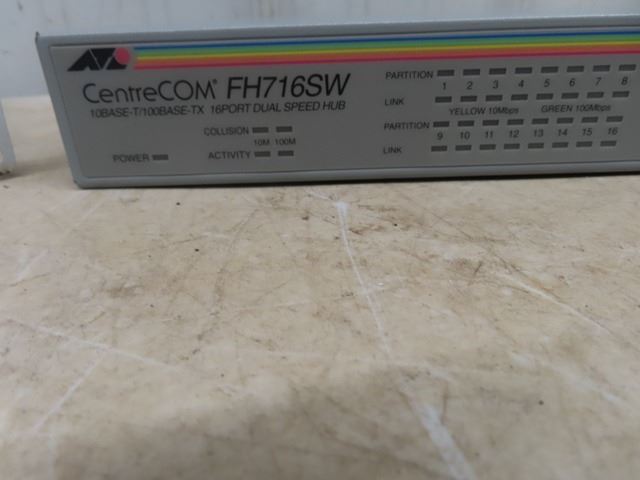 CentreCOM® FH716SW
10BASE-T/100BASE-TX 16PORT DUAL SPEED HUB
COLLISION
10M 100M
POWER ACTIVITY
PARTITION
1 2 3 4 5 6 7 8
LINK
YELLOW 10Mbps GREEN 100Mbps
PARTITION
9 10 11 12 13 14 15 16
LINK